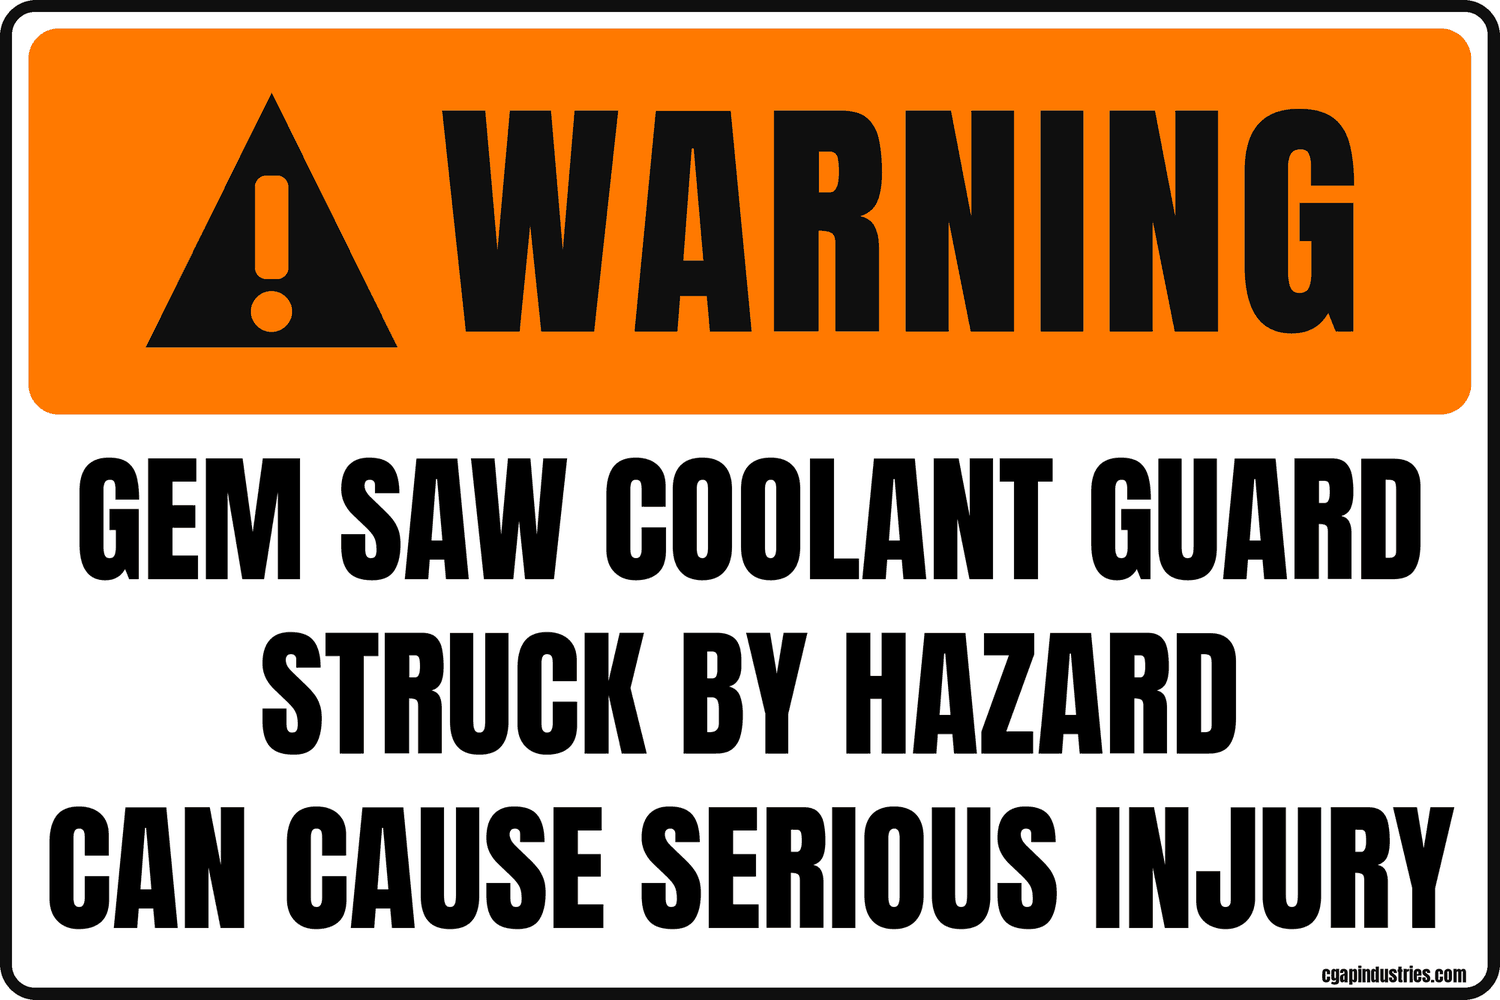 WARNING
GEM SAW COOLANT GUARD
STRUCK BY HAZARD
CAN CAUSE SERIOUS INJURY
cgapindustries.com